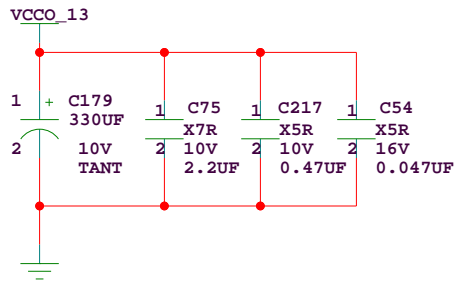 VCCO_13
1 + C179
330UF
2 10V
TANT
1 C75
X7R
2 10V
2.2UF
1 C217
X5R
2 10V
0.47UF
1 C54
X5R
2 16V
0.047UF